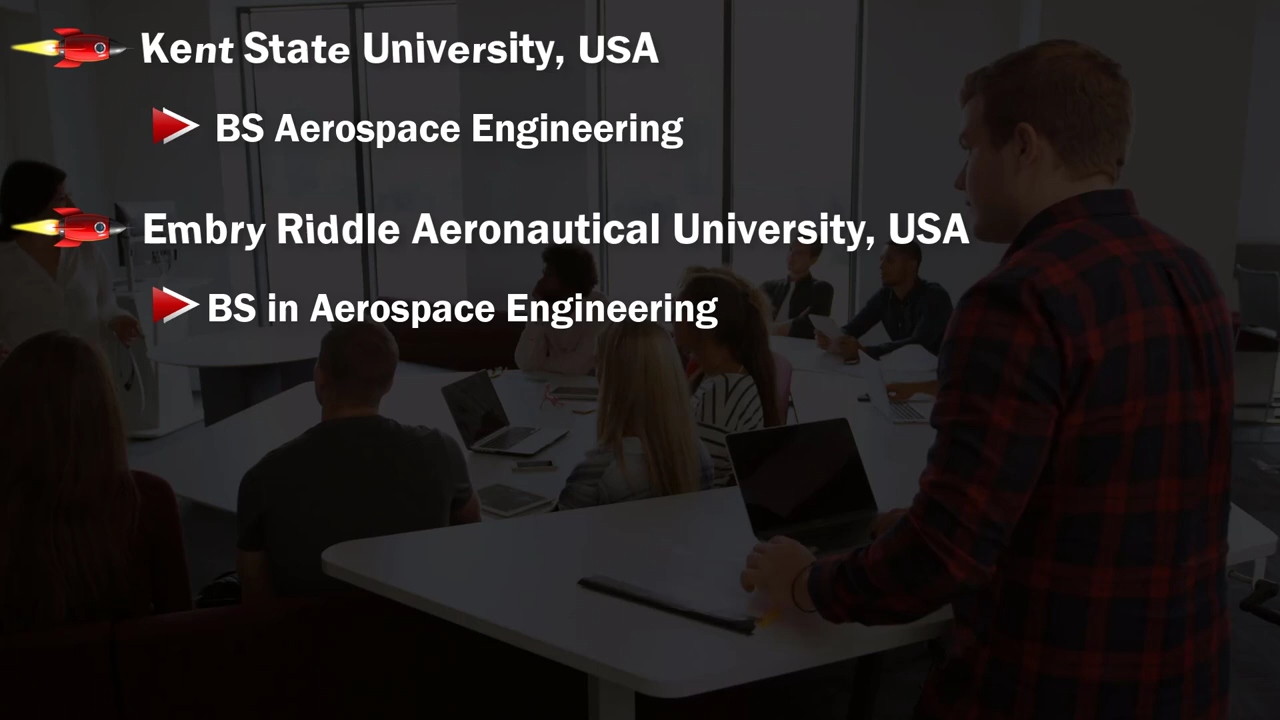 Kent State University, USA
BS Aerospace Engineering
Embry Riddle Aeronautical University, USA
BS in Aerospace Engineering